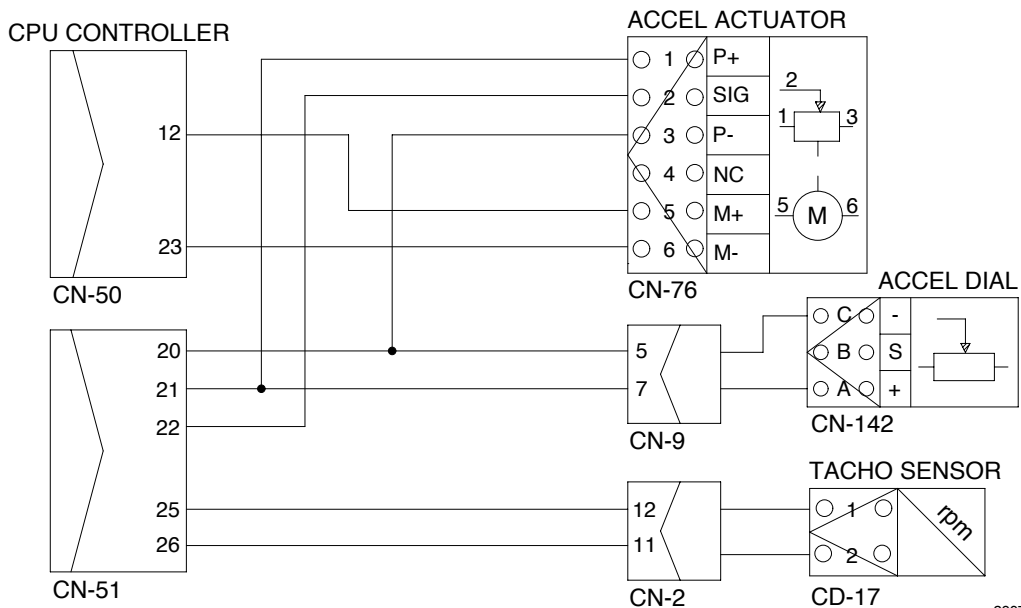 CPU CONTROLLER
12
23
CN-50
20
21
22
25
26
CN-51
ACCEL ACTUATOR
1 P+
2 SIG
3 P-
4 NC
5 M+
6 M-
2
1 3
5 M 6
CN-76
5
7
CN-9
ACCEL DIAL
C -
B S
A +
CN-142
12
11
CN-2
TACHO SENSOR
1
2
rpm
CD-17